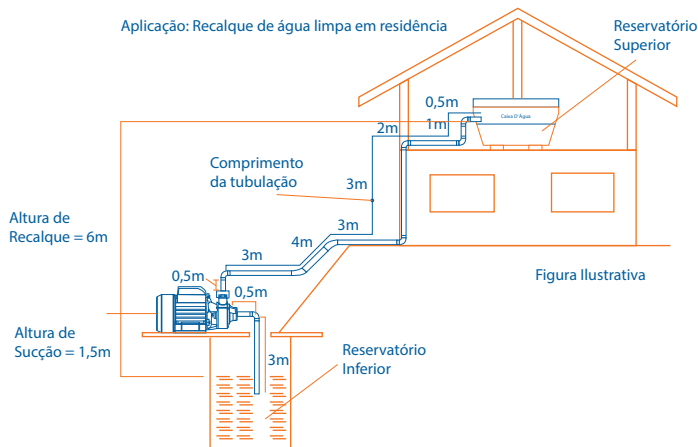 Aplicação: Recalque de água limpa em residência
Reservatório
Superior
0,5m
Caixa D'Água
2m
1m
Comprimento
da tubulação
3m
Altura de
Recalque = 6m
3m
4m
3m
0,5m
0,5m
Figura Ilustrativa
Altura de
Sucção = 1,5m
3m
Reservatório
Inferior